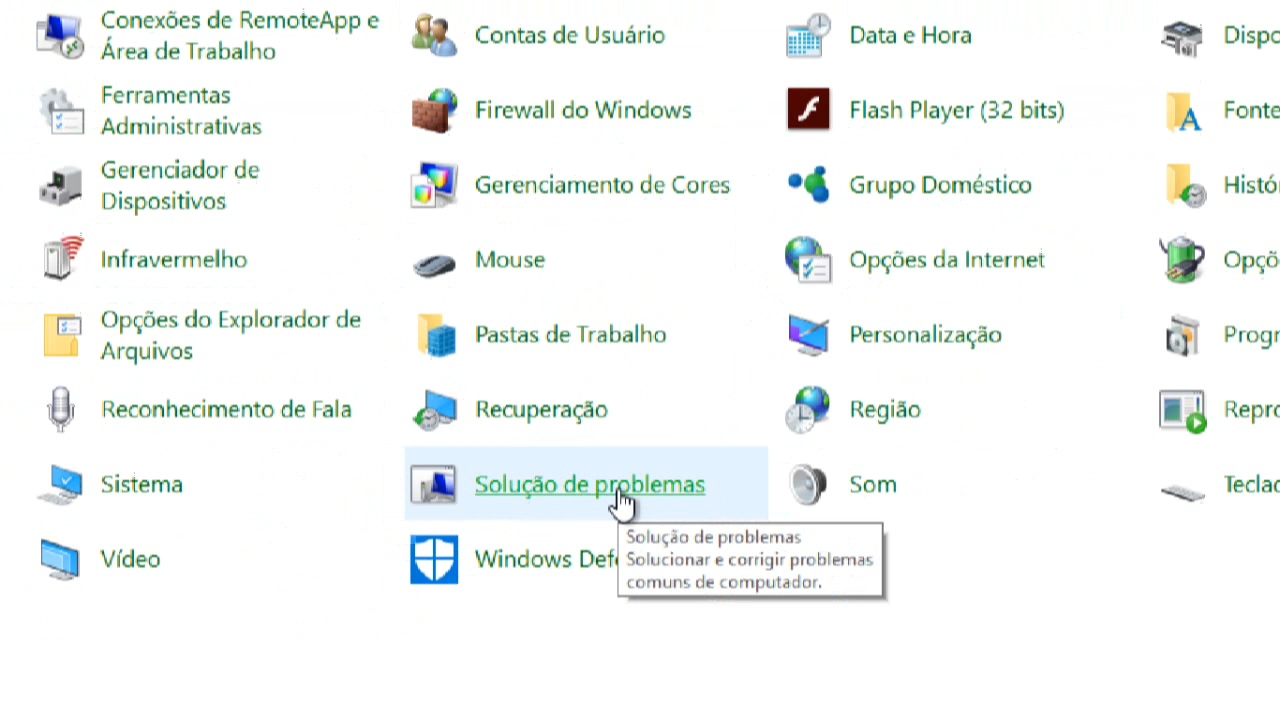 Conexões de RemoteApp e
Área de Trabalho
Contas de Usuário
Data e Hora
Ferramentas
Administrativas
Firewall do Windows
Flash Player (32 bits)
Gerenciador de
Dispositivos
Gerenciamento de Cores
Grupo Doméstico
Infravermelho
Mouse
Opções da Internet
Opções do Explorador de
Arquivos
Pastas de Trabalho
Personalização
Reconhecimento de Fala
Recuperação
Região
Sistema
Solução de problemas
Som
Vídeo
Windows
Solução de problemas
Solucionar e corrigir problemas
comuns de computador.